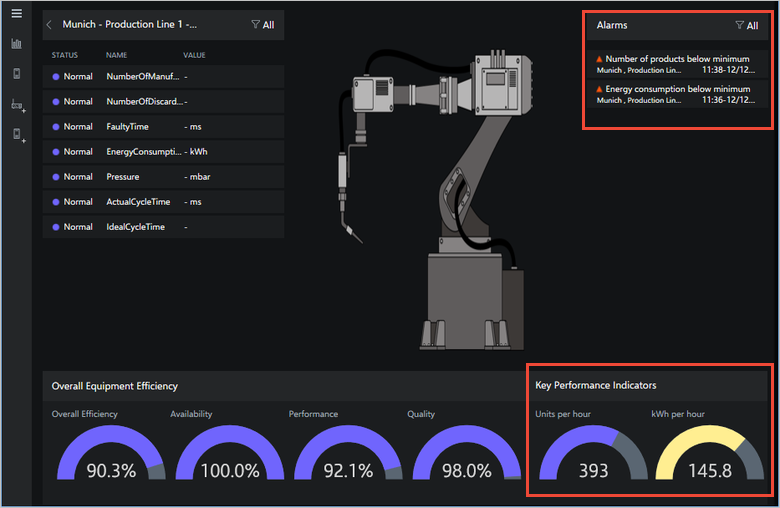 Munich - Production Line 1 -...
All
STATUS NAME VALUE
Normal NumberOfManuf... -
Normal NumberOfDiscard... -
Normal FaultyTime - ms
Normal EnergyConsumpti... - kWh
Normal Pressure - mbar
Normal ActualCycleTime - ms
Normal IdealCycleTime -
Alarms All
Number of products below minimum
Munich , Production Lin... 11:38-12/12...
Energy consumption below minimum
Munich , Production Lin... 11:36-12/12...
Overall Equipment Efficiency
Overall Efficiency Availability Performance Quality
90.3% 100.0% 92.1% 98.0%
Key Performance Indicators
Units per hour kWh per hour
393 145.8